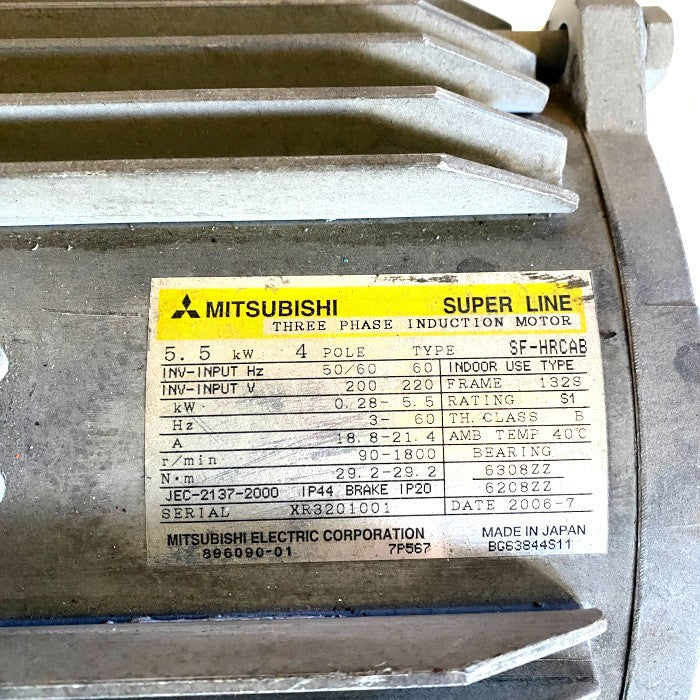 MITSUBISHI SUPER LINE
THREE PHASE INDUCTION MOTOR
5.5 kW 4 POLE TYPE SF-HRCAB
INV-INPUT Hz 50/60 60 INDOOR USE TYPE
INV-INPUT V 200 220 FRAME 132S
kW 0.28-5.5 RATING S1
Hz 3-60 TH.CLASS B
A 18.8-21.4 AMB TEMP 40℃
r/min 90-1800 BEARING
N・m 29.2-29.2 6308ZZ
JEC-2137-2000 IP44 BRAKE IP20 6208ZZ
SERIAL XR3201001 DATE 2006-7
MITSUBISHI ELECTRIC CORPORATION MADE IN JAPAN
896090-01 7P567 BG63844S11